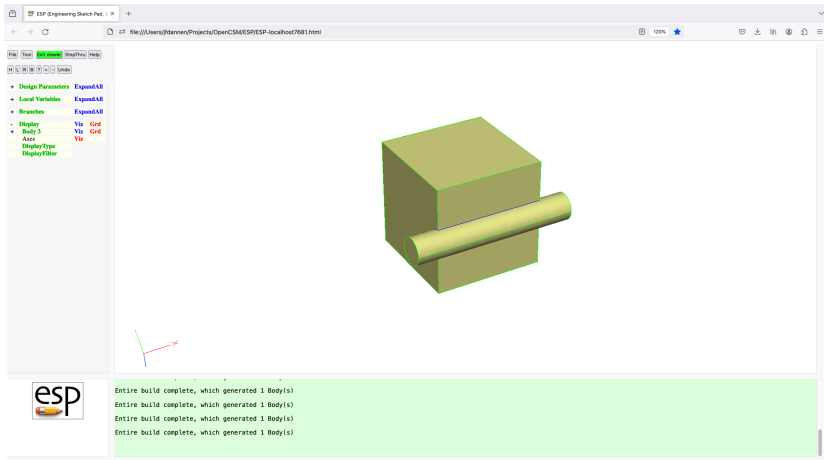 ESP (Engineering Sketch Pad, V
file:///Users/jfdannen/Projects/OpenCSM/ESP/ESP-localhost7681.html
120%
File Tool Exit viewer StepThru Help
H L R B T + - Undo
+ Design Parameters ExpandAll
+ Local Variables ExpandAll
+ Branches ExpandAll
- Display Viz Grd
+ Body 3 Viz Grd
Axes Viz
DisplayType
DisplayFilter
X
esp
Entire build complete, which generated 1 Body(s)
Entire build complete, which generated 1 Body(s)
Entire build complete, which generated 1 Body(s)
Entire build complete, which generated 1 Body(s)